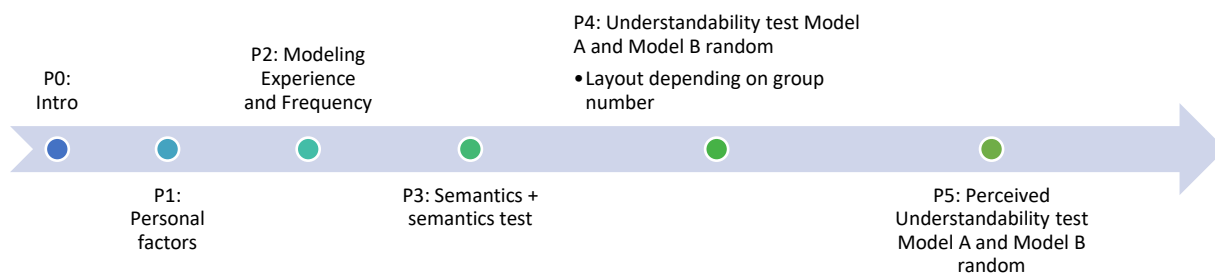 P0:
Intro
P1:
Personal
factors
P2: Modeling
Experience
and Frequency
P3: Semantics +
semantics test
P4: Understandability test Model
A and Model B random
•Layout depending on group
number
P5: Perceived
Understandability test
Model A and Model B
random